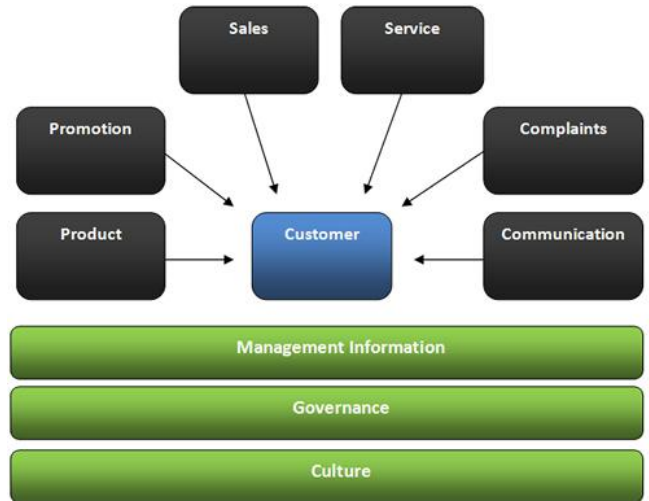 Sales
Service
Promotion
Complaints
Product
Customer
Communication
Management Information
Governance
Culture